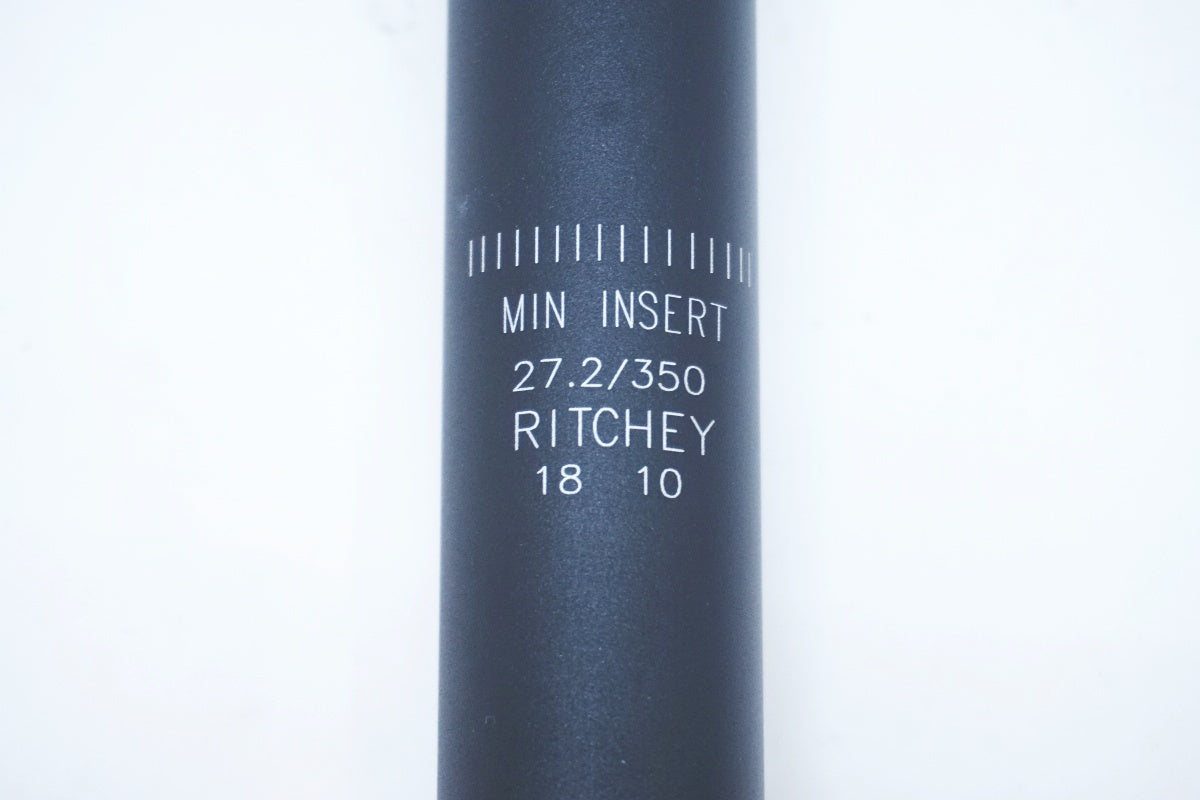 MIN INSERT
27.2/350
RITCHEY
18 10